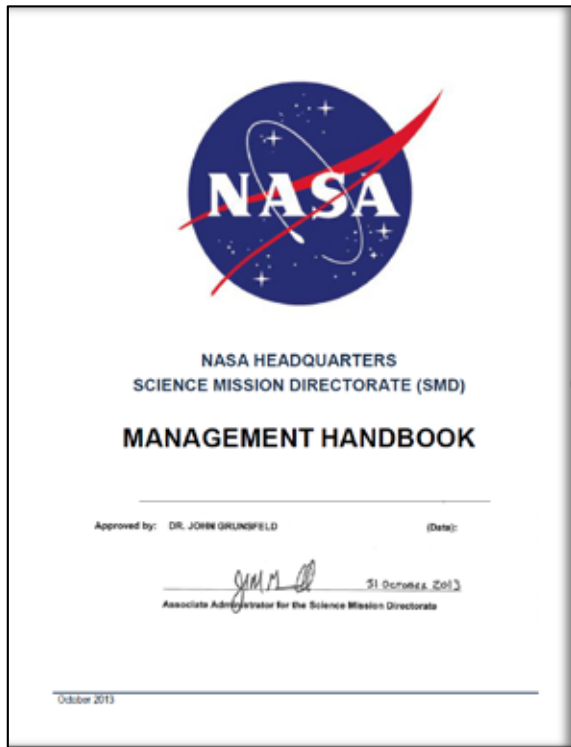 NASA
NASA HEADQUARTERS
SCIENCE MISSION DIRECTORATE (SMD)
MANAGEMENT HANDBOOK
Approved by: DR. JOHN GRUNSFELD (Date):
31 October 2013
Associate Administrator for the Science Mission Directorate
October 2013